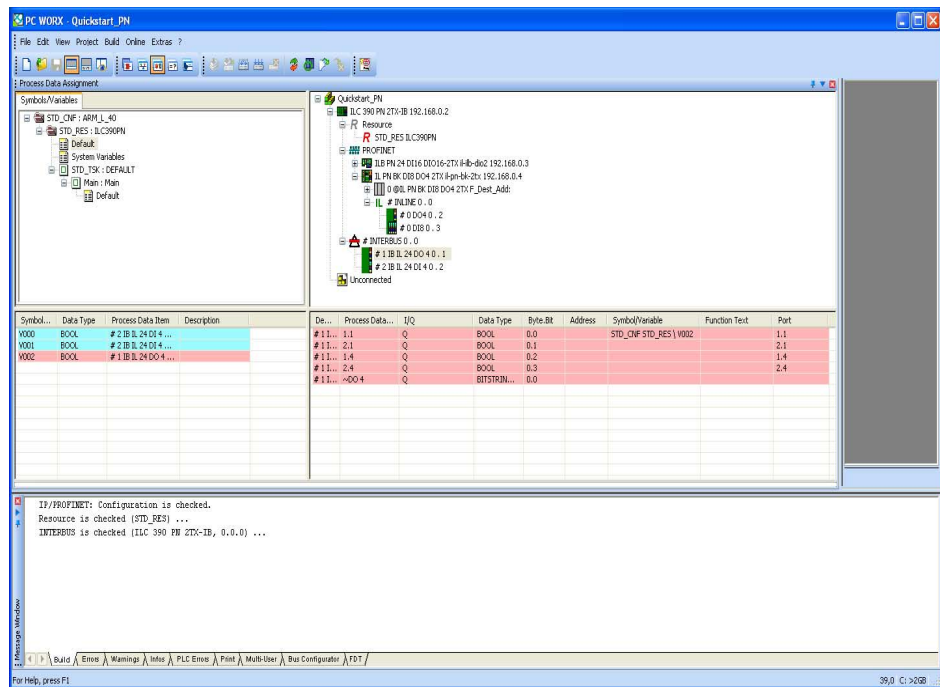 PC WORX - Quickstart_PN
File Edit View Project Build Online Extras ?
Process Data Assignment
Symbols/Variables
STD_CNF : ARM_L_40
STD_RES : ILC390PN
Default
System Variables
STD_TSK : DEFAULT
Main : Main
Default
Quickstart_PN
ILC 390 PN 2TX-IB 192.168.0.2
R Resource
R STD_RES ILC390PN
PROFINET
ILB PN 24 DI16 DIO16-2TX il-ilb-dio2 192.168.0.3
IL PN BK DI8 DO4 2TX il-pn-bk-2tx 192.168.0.4
0 @IL PN BK DI8 DO4 2TX F_Dest_Add:
IL # INLINE 0 . 0
# 0 DO4 0 . 2
# 0 DI8 0 . 3
# INTERBUS 0 . 0
# 1 IB IL 24 DO 4 0 . 1
# 2 IB IL 24 DI 4 0 . 2
Unconnected
Symbol... Data Type Process Data Item Description
V000 BOOL # 2 IB IL 24 DI 4 ...
V001 BOOL # 2 IB IL 24 DI 4 ...
V002 BOOL # 1 IB IL 24 DO 4 ...
De... Process Data... I/Q Data Type Byte.Bit Address Symbol/Variable Function Text Port
# 1 I... 1.1 Q BOOL 0.0 STD_CNF STD_RES \ V002 1.1
# 1 I... 2.1 Q BOOL 0.1 2.1
# 1 I... 1.4 Q BOOL 0.2 1.4
# 1 I... 2.4 Q BOOL 0.3 2.4
# 1 I... ~DO 4 Q BITSTRIN... 0.0
IP/PROFINET: Configuration is checked.
Resource is checked (STD_RES) ...
INTERBUS is checked (ILC 390 PN 2TX-IB, 0.0.0) ...
Message Window
Build Errors Warnings Infos PLC Errors Print Multi-User Bus Configurator FDT
For Help, press F1
39,0 C: >2GB